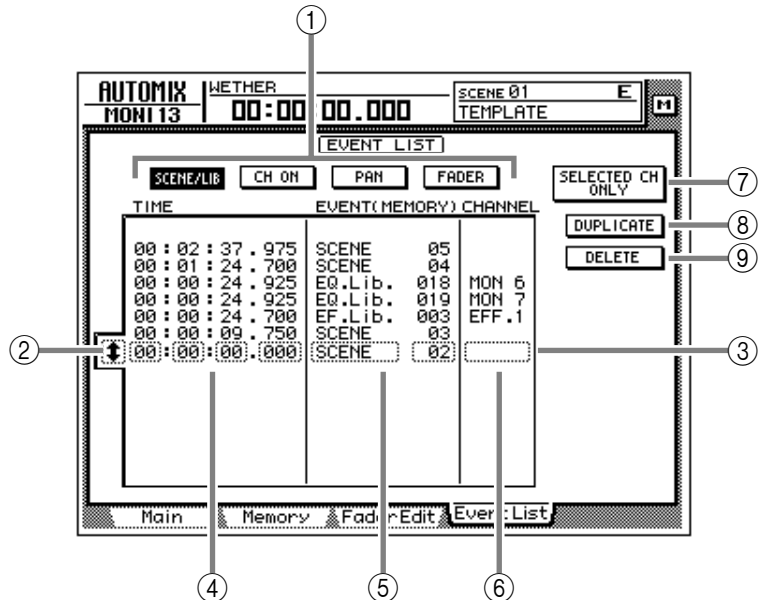 ①
AUTOMIX
MONI 13
WETHER
00:00:00.000
SCENE 01 E
TEMPLATE
M
EVENT LIST
SCENE/LIB CH ON PAN FADER
SELECTED CH ONLY
⑦
DUPLICATE
⑧
DELETE
⑨
TIME EVENT(MEMORY) CHANNEL
00:02:37.975 SCENE 05
00:01:24.700 SCENE 04
00:00:24.925 EQ.Lib. 018 MON 6
00:00:24.925 EQ.Lib. 019 MON 7
00:00:24.700 EF.Lib. 003 EFF.1
00:00:09.750 SCENE 03
② 00:00:00.000 SCENE 02 ③
Main Memory Fader Edit Event List
④ ⑤ ⑥